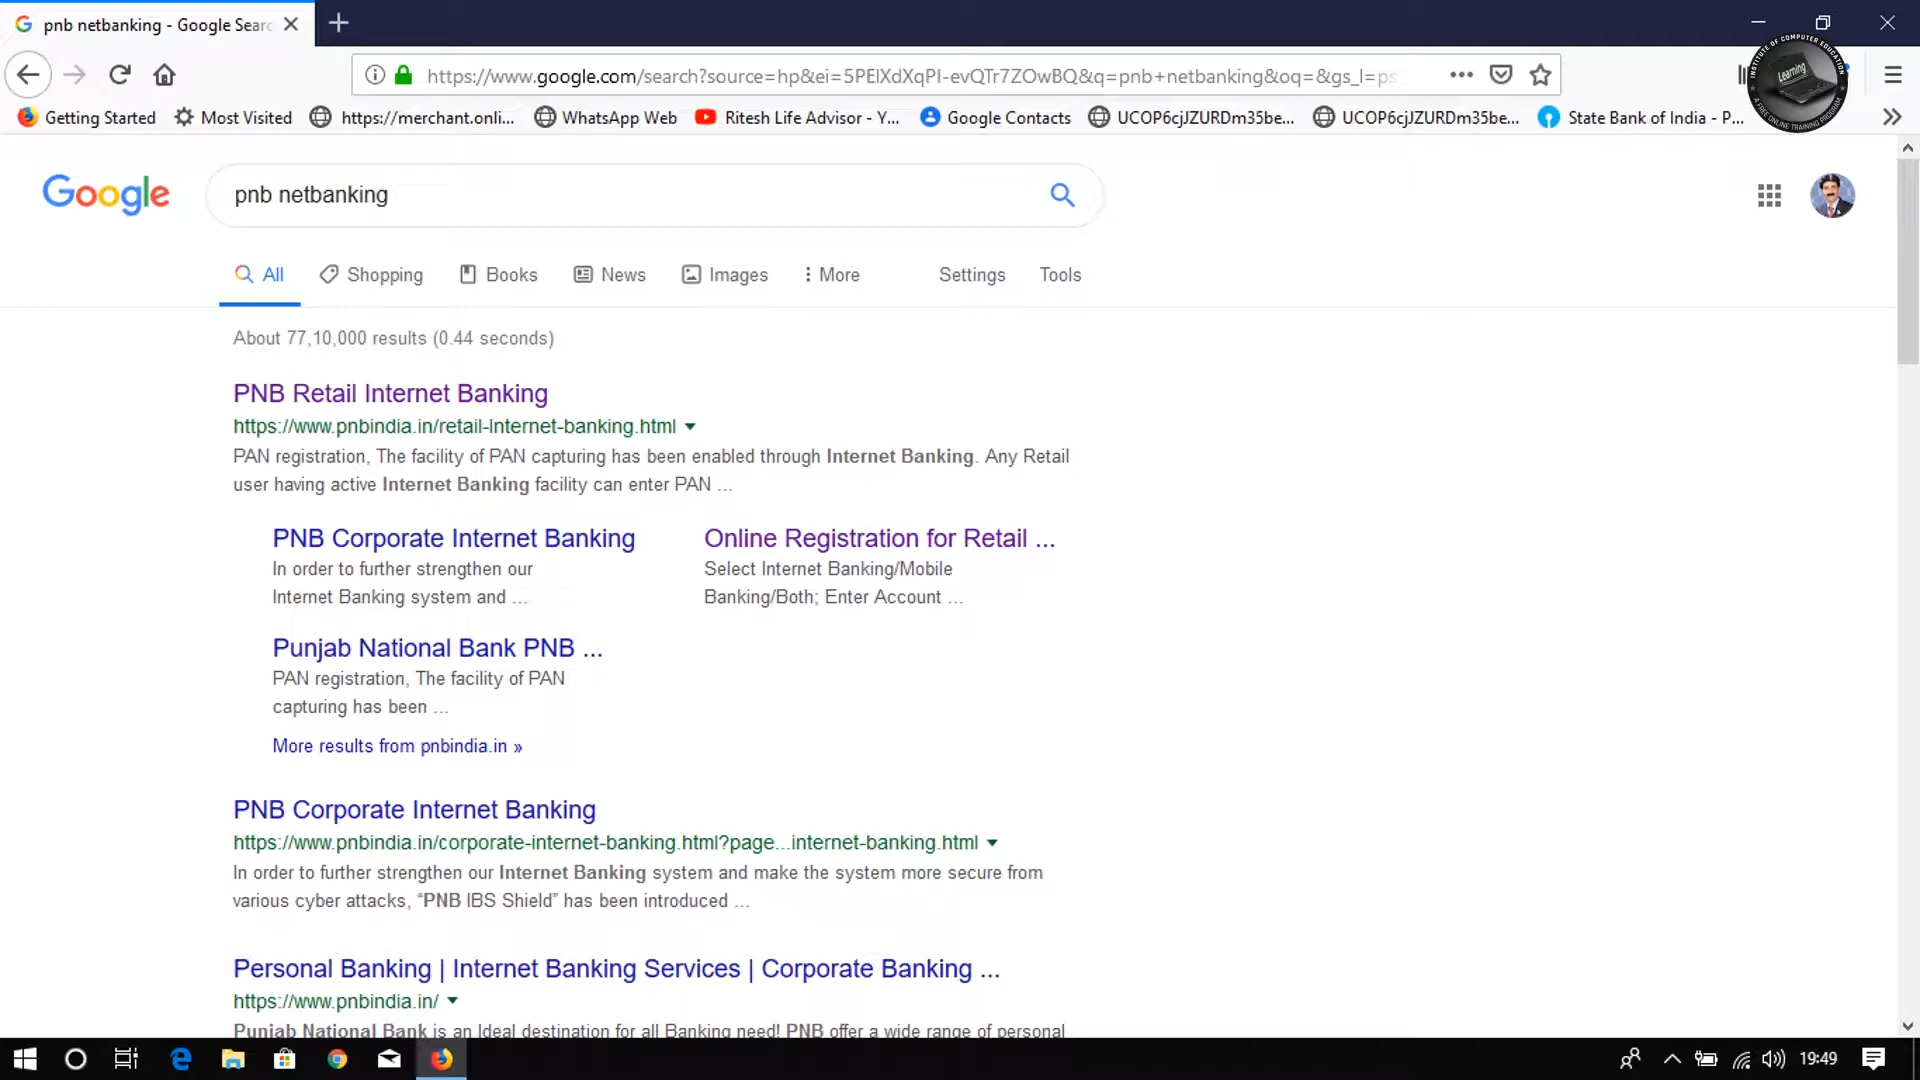 pnb netbanking - Google Searc
https://www.google.com/search?source=hp&ei=5PElXdXqPI-evQTr7ZOwBQ&q=pnb+netbanking&oq=&gs_l=ps
Getting Started Most Visited https://merchant.onli... WhatsApp Web Ritesh Life Advisor - Y... Google Contacts UCOP6cjJZURDm35be... UCOP6cjJZURDm35be... State Bank of India - P...
INSTITUTE OF COMPUTER EDUCATION
Learning
A FREE ONLINE TRAINING PROGRAM
Google pnb netbanking
All Shopping Books News Images More Settings Tools
About 77,10,000 results (0.44 seconds)
PNB Retail Internet Banking
https://www.pnbindia.in/retail-Internet-banking.html
PAN registration, The facility of PAN capturing has been enabled through Internet Banking. Any Retail
user having active Internet Banking facility can enter PAN ...
PNB Corporate Internet Banking
In order to further strengthen our
Internet Banking system and ...
Online Registration for Retail ...
Select Internet Banking/Mobile
Banking/Both; Enter Account ...
Punjab National Bank PNB ...
PAN registration, The facility of PAN
capturing has been ...
More results from pnbindia.in »
PNB Corporate Internet Banking
https://www.pnbindia.in/corporate-internet-banking.html?page...internet-banking.html
In order to further strengthen our Internet Banking system and make the system more secure from
various cyber attacks, “PNB IBS Shield” has been introduced ...
Personal Banking | Internet Banking Services | Corporate Banking ...
https://www.pnbindia.in/
Punjab National Bank is an Ideal destination for all Banking need! PNB offer a wide range of personal
19:49